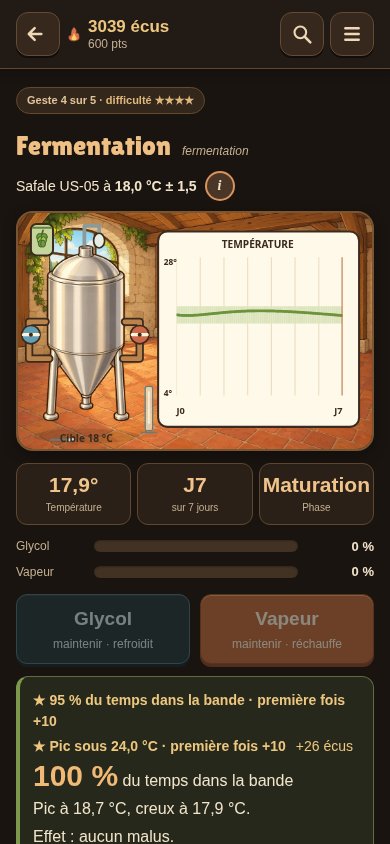 3039 écus
600 pts
Geste 4 sur 5 · difficulté ★★★★
Fermentation fermentation
Safale US-05 à 18,0 °C ± 1,5 i
TEMPÉRATURE
28°
4°
J0 J7
Cible 18 °C
17,9° J7 Maturation
Température sur 7 jours Phase
Glycol 0 %
Vapeur 0 %
Glycol Vapeur
maintenir · refroidit maintenir · réchauffe
★ 95 % du temps dans la bande · première fois
+10
★ Pic sous 24,0 °C · première fois +10 +26 écus
100 % du temps dans la bande
Pic à 18,7 °C, creux à 17,9 °C.
Effet : aucun malus.